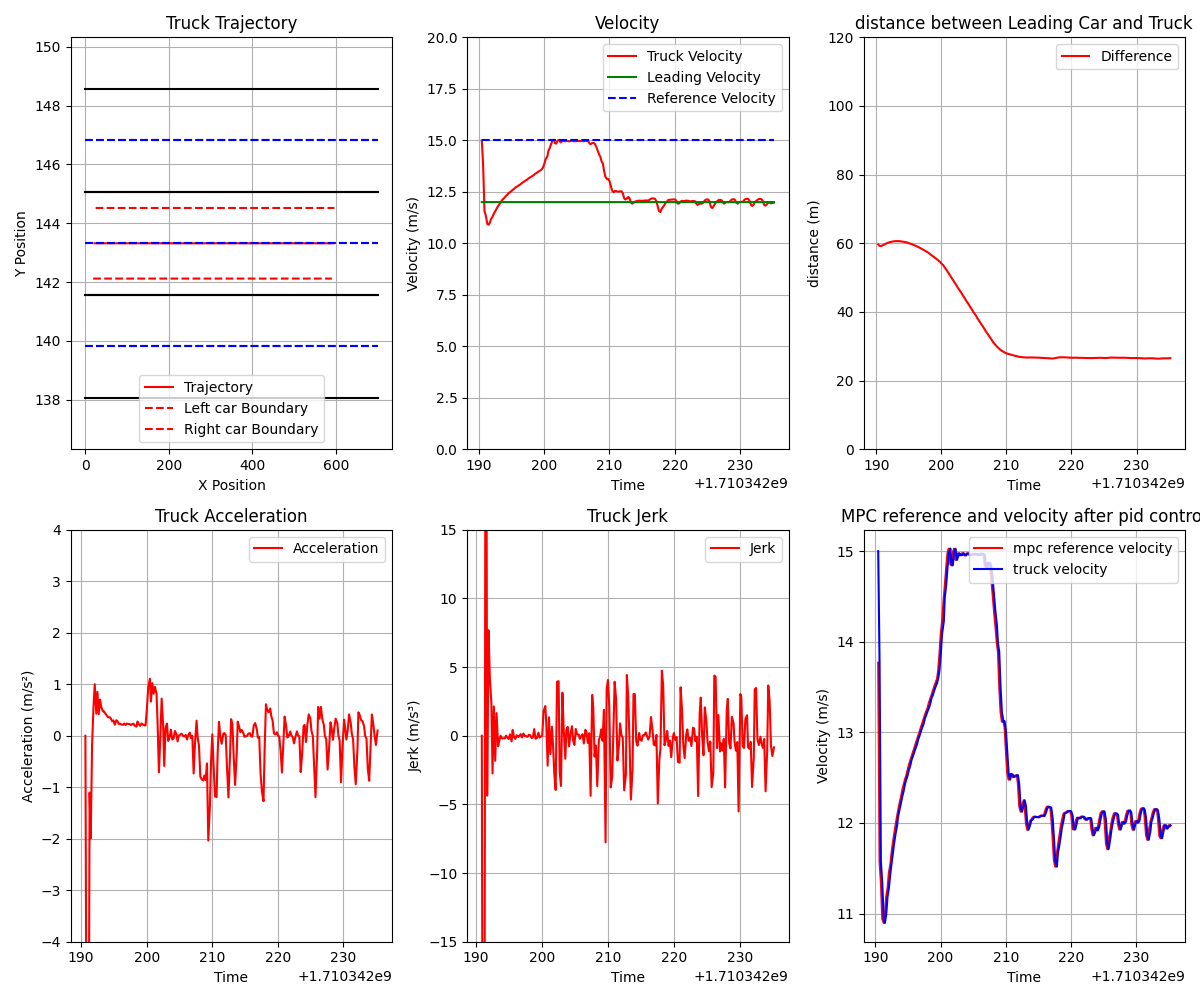 Truck Trajectory
Y Position
150
148
146
144
142
140
138
Trajectory
Left car Boundary
Right car Boundary
0 200 400 600
X Position
Velocity
Velocity (m/s)
20.0
17.5
15.0
12.5
10.0
7.5
5.0
2.5
0.0
Truck Velocity
Leading Velocity
Reference Velocity
190 200 210 220 230
Time
+1.710342e9
distance between Leading Car and Truck
distance (m)
120
100
80
60
40
20
0
Difference
190 200 210 220 230
Time
+1.710342e9
Truck Acceleration
Acceleration (m/s²)
4
3
2
1
0
−1
−2
−3
−4
Acceleration
190 200 210 220 230
Time
+1.710342e9
Truck Jerk
Jerk (m/s³)
15
10
5
0
−5
−10
−15
Jerk
190 200 210 220 230
Time
+1.710342e9
MPC reference and velocity after pid contro
Velocity (m/s)
15
14
13
12
11
mpc reference velocity
truck velocity
190 200 210 220 230
Time
+1.710342e9